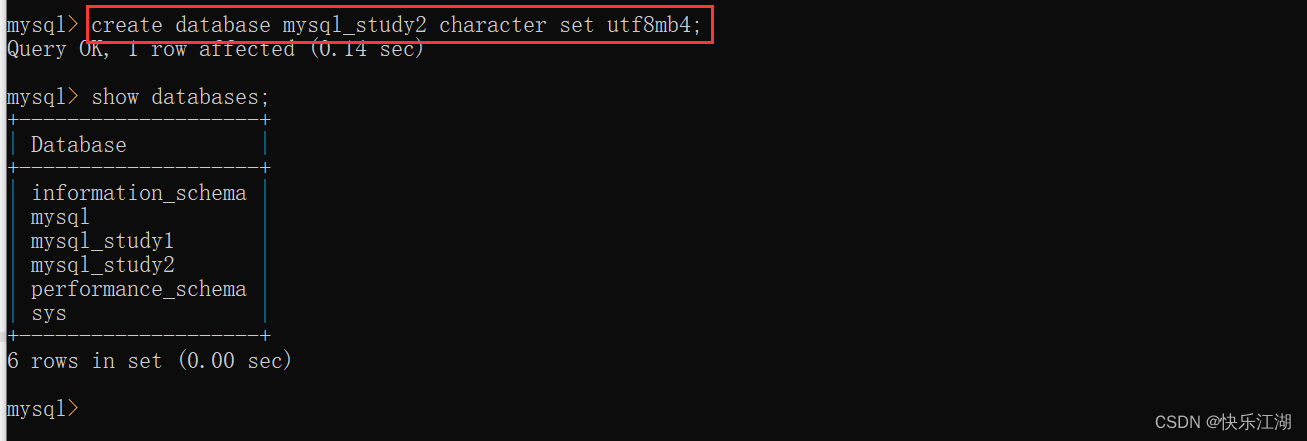 mysql> create database mysql_study2 character set utf8mb4;
Query OK, 1 row affected (0.14 sec)
mysql> show databases;
+--------------------+
| Database           |
+--------------------+
| information_schema |
| mysql              |
| mysql_study1       |
| mysql_study2       |
| performance_schema |
| sys                |
+--------------------+
6 rows in set (0.00 sec)
mysql>
CSDN @快乐江湖